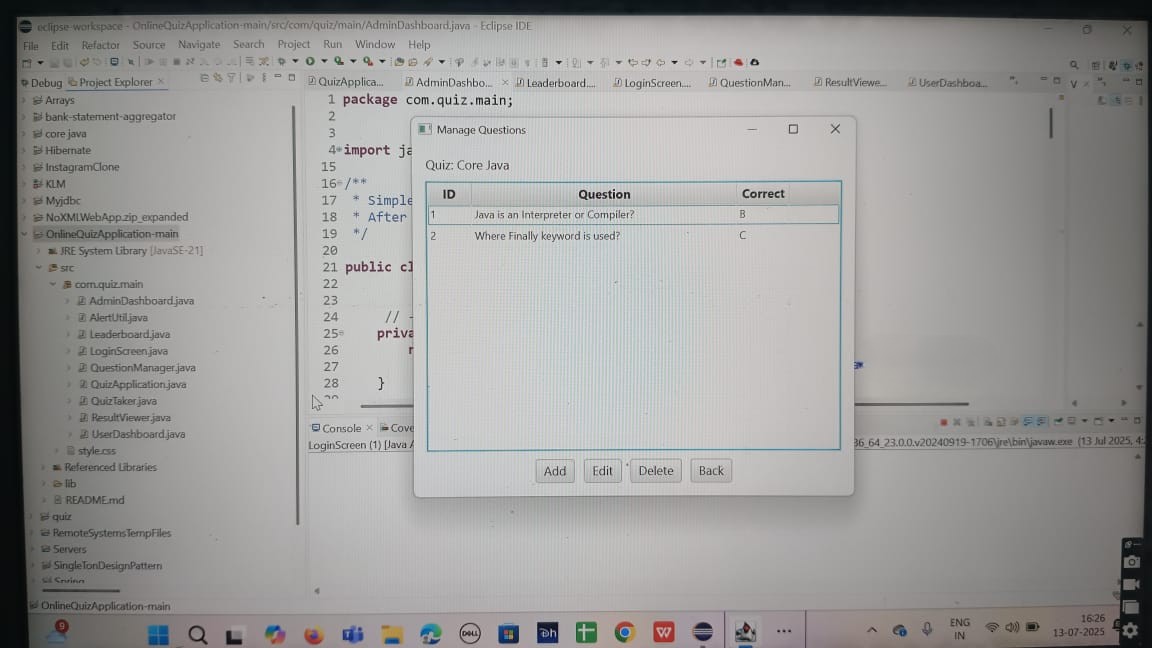 eclipse-workspace - OnlineQuizApplication-main/src/com/quiz/main/AdminDashboard.java - Eclipse IDE
File Edit Refactor Source Navigate Search Project Run Window Help
Debug Project Explorer
Arrays
bank-statement-aggregator
core java
Hibernate
InstagramClone
KLM
Myjdbc
NoXMLWebApp.zip_expanded
OnlineQuizApplication-main
JRE System Library [JavaSE-21]
src
com.quiz.main
AdminDashboard.java
AlertUtil.java
Leaderboard.java
LoginScreen.java
QuestionManager.java
QuizApplication.java
QuizTaker.java
ResultViewer.java
UserDashboard.java
style.css
Referenced Libraries
lib
README.md
quiz
RemoteSystemsTempFiles
Servers
SingleTonDesignPattern
Spring
OnlineQuizApplication-main
QuizApplica... AdminDashbo... Leaderboard.... LoginScreen.... QuestionMan... ResultViewe... UserDashboa...
1 package com.quiz.main;
2
3
4 import ja
15
16 /**
17 * Simple
18 * After
19 */
20
21 public cl
22
23
24 // -
25 priva
26
27
28 }
Manage Questions
Quiz: Core Java
ID Question Correct
1 Java is an Interpreter or Compiler? B
2 Where Finally keyword is used? C
Add Edit Delete Back
Console Cove
LoginScreen (1) [Java A
86_64_23.0.0.v20240919-1706\jre\bin\javaw.exe (13 Jul 2025, 4:
9
DELL
ENG
IN
16:26
13-07-2025